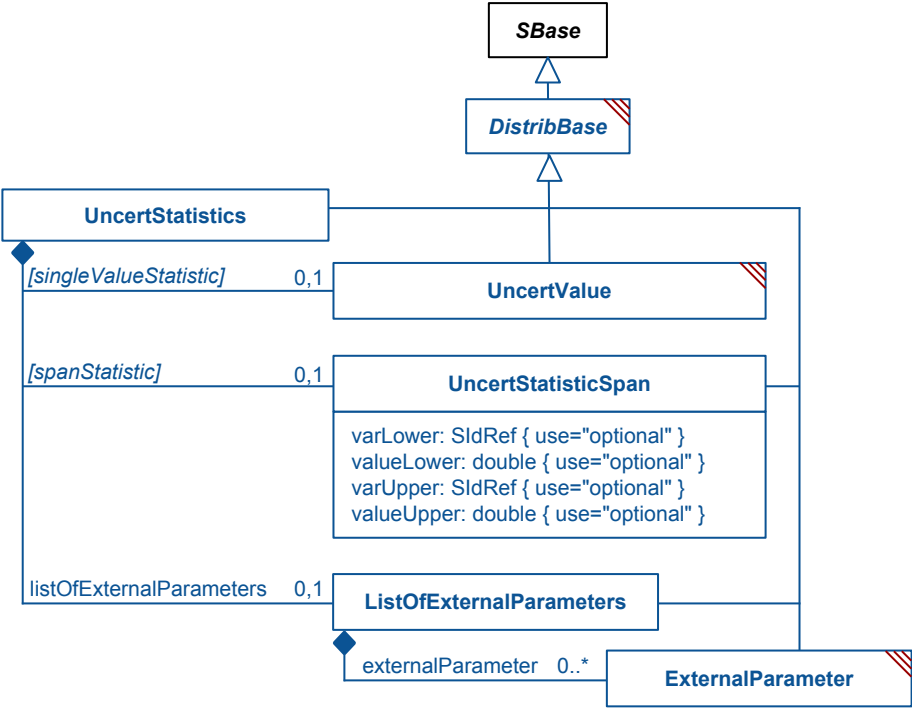 SBase
DistribBase
UncertStatistics
[singleValueStatistic] 0,1
UncertValue
[spanStatistic] 0,1
UncertStatisticSpan
varLower: SIdRef { use="optional" }
valueLower: double { use="optional" }
varUpper: SIdRef { use="optional" }
valueUpper: double { use="optional" }
listOfExternalParameters 0,1
ListOfExternalParameters
externalParameter 0..*
ExternalParameter